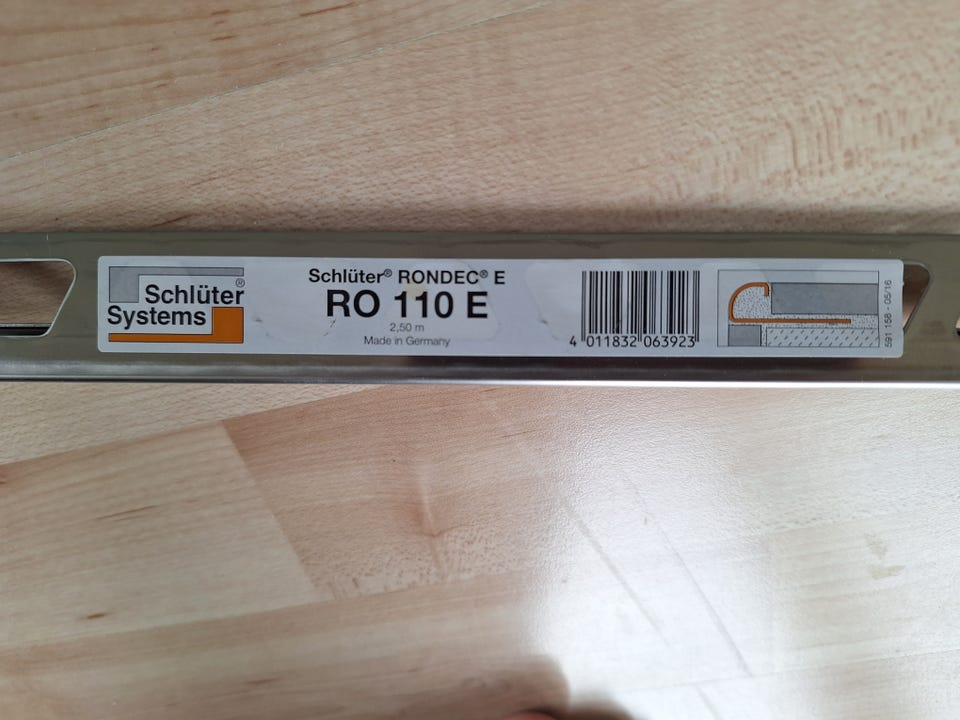 Schlüter®
Systems
Schlüter® RONDEC® E
RO 110 E
2,50 m
Made in Germany
4 011832 063923
591 158 - 05/16